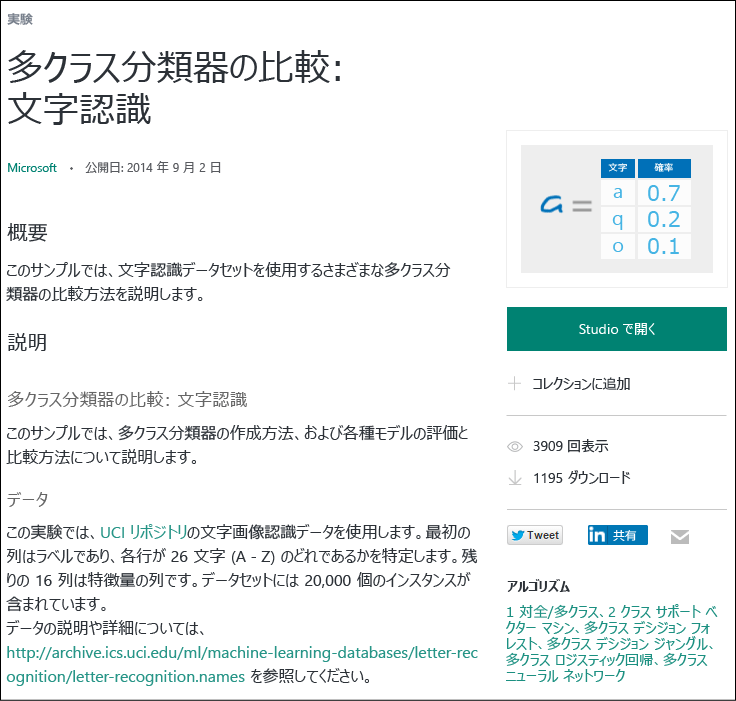 実験
多クラス分類器の比較:
文字認識
Microsoft • 公開日: 2014 年 9 月 2 日
概要
このサンプルでは、文字認識データセットを使用するさまざまな多クラス分
類器の比較方法を説明します。
説明
多クラス分類器の比較: 文字認識
このサンプルでは、多クラス分類器の作成方法、および各種モデルの評価と
比較方法について説明します。
データ
この実験では、UCI リポジトリの文字画像認識データを使用します。最初の
列はラベルであり、各行が 26 文字 (A - Z) のどれであるかを特定します。残
りの 16 列は特徴量の列です。データセットには 20,000 個のインスタンスが
含まれています。
データの説明や詳細については、
http://archive.ics.uci.edu/ml/machine-learning-databases/letter-rec
ognition/letter-recognition.names を参照してください。
文字 確率
a = a 0.7
q 0.2
o 0.1
Studio で開く
コレクションに追加
3909 回表示
1195 ダウンロード
Tweet in 共有
アルゴリズム
1 対全/多クラス、2 クラス サポート ベ
クター マシン、多クラス デシジョン フォ
レスト、多クラス デシジョン ジャングル、
多クラス ロジスティック回帰、多クラス
ニューラル ネットワーク